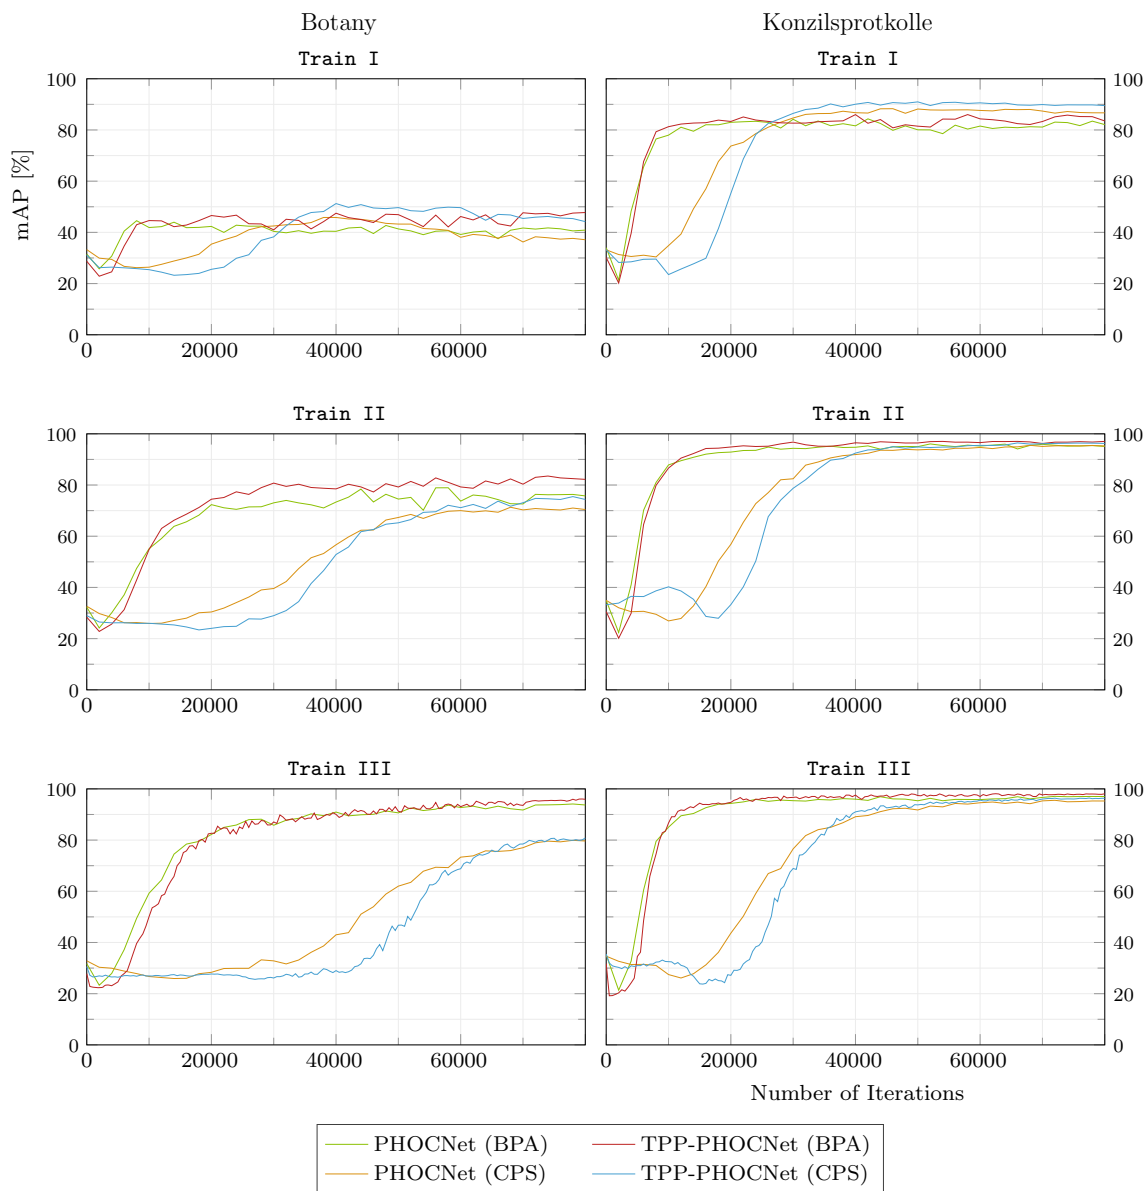 Botany Konzilsprotkolle
Train I Train I
100 100
80 80
60 60
40 40
20 20
0 0
mAP [%]
0 20000 40000 60000 0 20000 40000 60000
Train II Train II
100 100
80 80
60 60
40 40
20 20
0 0
0 20000 40000 60000 0 20000 40000 60000
Train III Train III
100 100
80 80
60 60
40 40
20 20
0 0
0 20000 40000 60000 0 20000 40000 60000
Number of Iterations
PHOCNet (BPA) TPP-PHOCNet (BPA)
PHOCNet (CPS) TPP-PHOCNet (CPS)